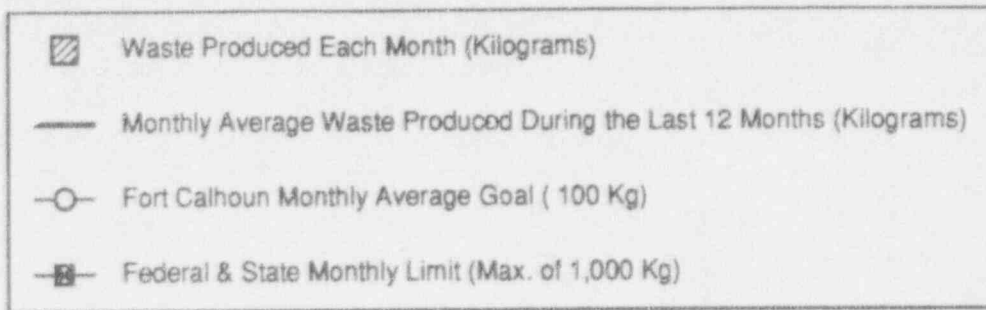 Waste Produced Each Month (Kilograms)
Monthly Average Waste Produced During the Last 12 Months (Kilograms)
Fort Calhoun Monthly Average Goal ( 100 Kg)
Federal & State Monthly Limit (Max. of 1,000 Kg)